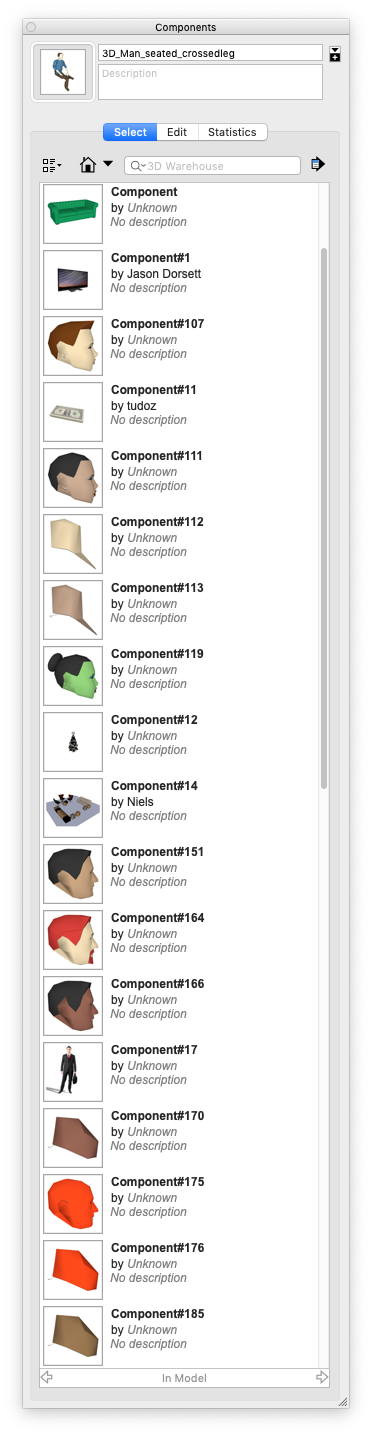 Components
3D_Man_seated_crossedleg
Description
Select Edit Statistics
3D Warehouse
Component
by Unknown
No description
Component#1
by Jason Dorsett
No description
Component#107
by Unknown
No description
Component#11
by tudoz
No description
Component#111
by Unknown
No description
Component#112
by Unknown
No description
Component#113
by Unknown
No description
Component#119
by Unknown
No description
Component#12
by Unknown
No description
Component#14
by Niels
No description
Component#151
by Unknown
No description
Component#164
by Unknown
No description
Component#166
by Unknown
No description
Component#17
by Unknown
No description
Component#170
by Unknown
No description
Component#175
by Unknown
No description
Component#176
by Unknown
No description
Component#185
by Unknown
No description
In Model